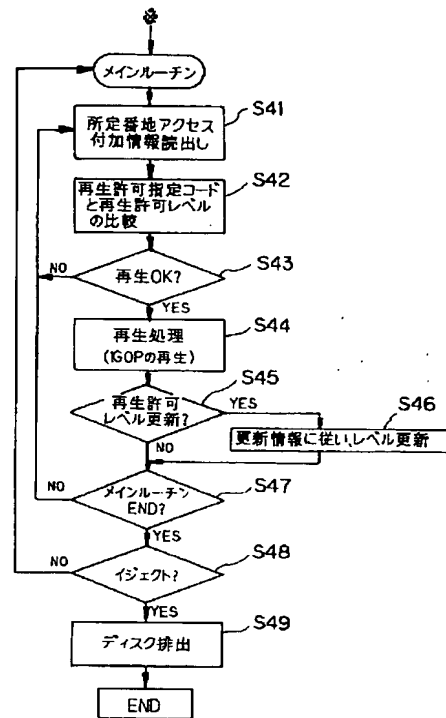 ※
メインルーチン
S41
所定番地アクセス
付加情報読出し
S42
再生許可指定コード
と再生許可レベル
の比較
S43
NO
再生OK?
YES
S44
再生処理
(1GOPの再生)
S45
再生許可
レベル更新?
YES
S46
更新情報に従い,レベル更新
NO
S47
NO
メインルーチン
END?
YES
S48
NO
イジェクト?
YES
S49
ディスク排出
END